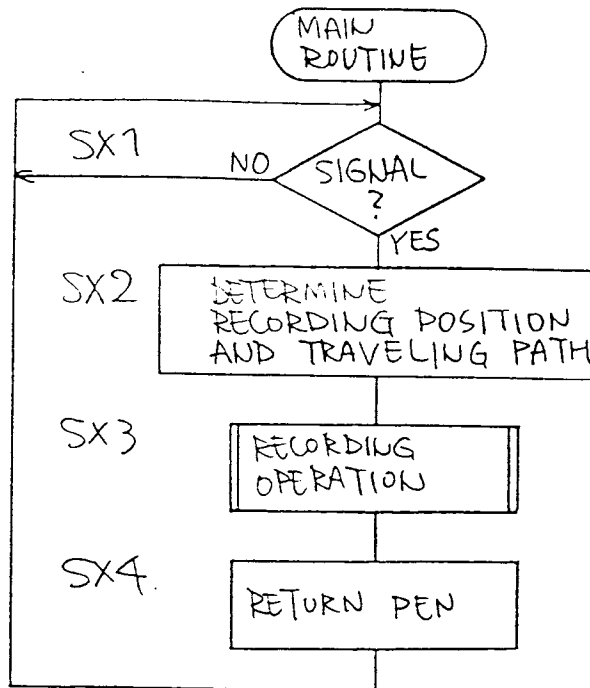 MAIN
ROUTINE
SX1
NO
SIGNAL
?
YES
SX2
DETERMINE
RECORDING POSITION
AND TRAVELING PATH
SX3
RECORDING
OPERATION
SX4.
RETURN PEN